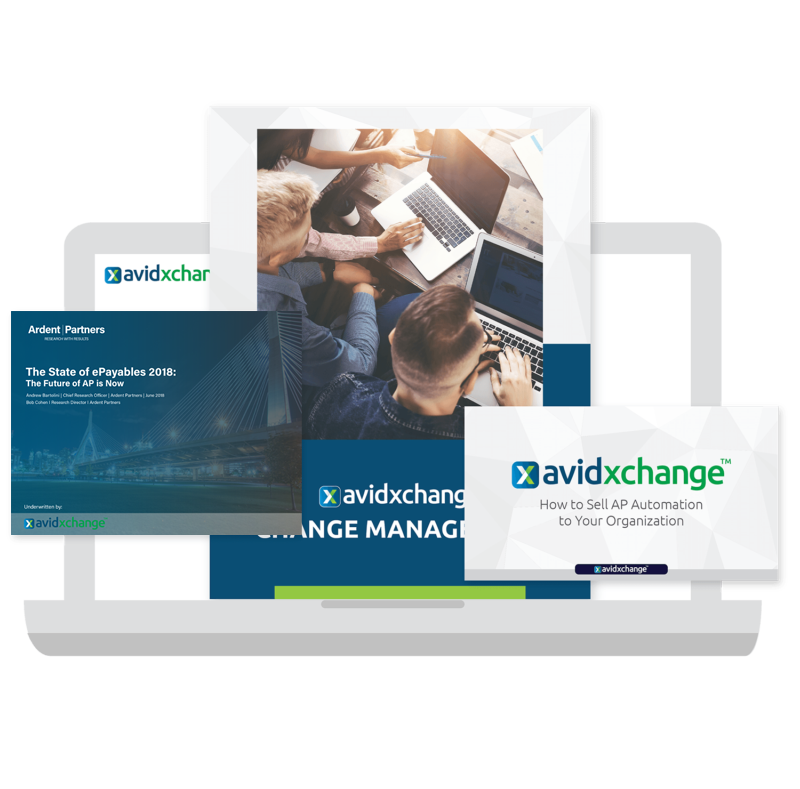 avidxchan
Ardent Partners
RESEARCH WITH RESULTS
The State of ePayables 2018:
The Future of AP is Now
Andrew Bartolini | Chief Research Officer | Ardent Partners | June 2018
Bob Cohen | Research Director | Ardent Partners
Underwritten by:
avidxchange
avidxchang
CHANGE MANAGE
avidxchange™
How to Sell AP Automation
to Your Organization
avidxchange